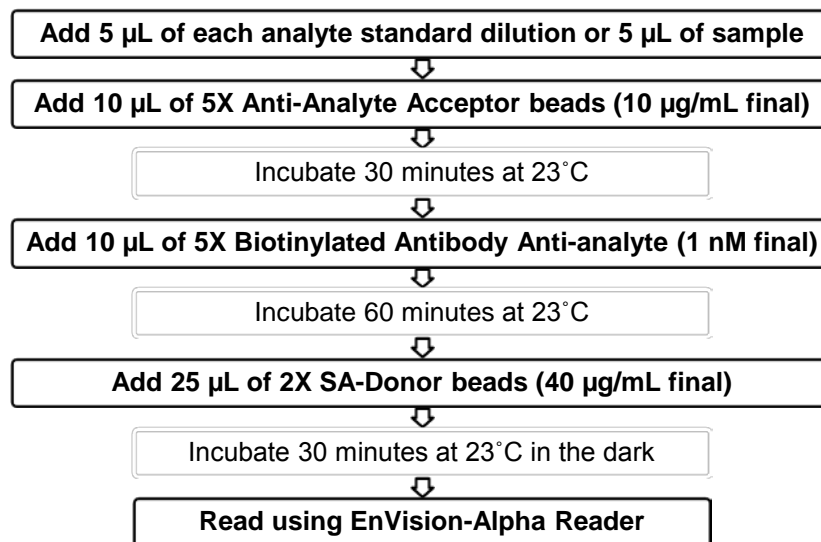 Add 5 µL of each analyte standard dilution or 5 µL of sample
Add 10 µL of 5X Anti-Analyte Acceptor beads (10 µg/mL final)
Incubate 30 minutes at 23˚C
Add 10 µL of 5X Biotinylated Antibody Anti-analyte (1 nM final)
Incubate 60 minutes at 23˚C
Add 25 µL of 2X SA-Donor beads (40 µg/mL final)
Incubate 30 minutes at 23˚C in the dark
Read using EnVision-Alpha Reader